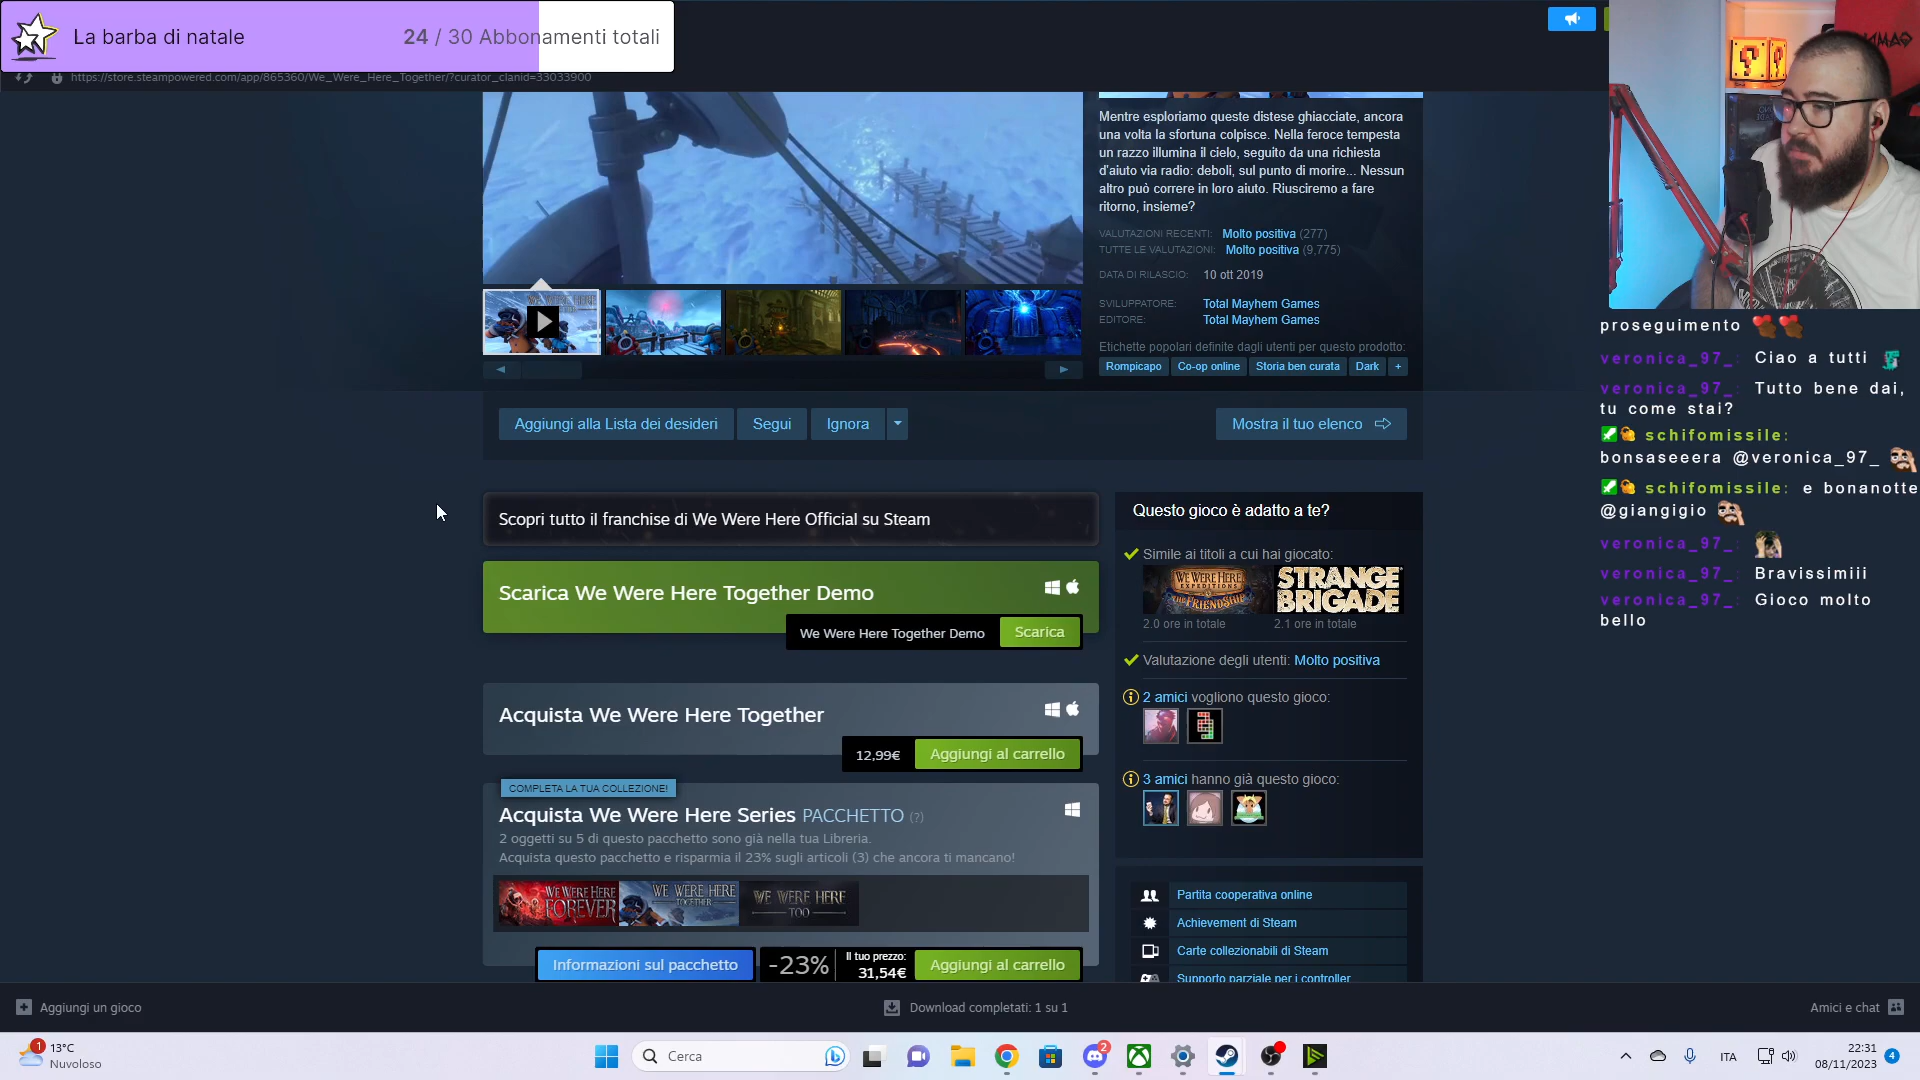 La barba di natale
24 / 30 Abbonamenti totali
https://store.steampowered.com/app/865360/We_Were_Here_Together/?curator_clanid=33033900
Mentre esploriamo queste distese ghiacciate, ancora
una volta la sfortuna colpisce. Nella feroce tempesta
un razzo illumina il cielo, seguito da una richiesta
d'aiuto via radio: deboli, sul punto di morire... Nessun
altro può correre in loro aiuto. Riusciremo a fare
ritorno, insieme?
VALUTAZIONI RECENTI: Molto positiva (277)
TUTTE LE VALUTAZIONI: Molto positiva (9,775)
DATA DI RILASCIO: 10 ott 2019
SVILUPPATORE: Total Mayhem Games
EDITORE: Total Mayhem Games
Etichette popolari definite dagli utenti per questo prodotto:
Rompicapo Co-op online Storia ben curata Dark +
WE WERE HERE
Aggiungi alla Lista dei desideri Segui Ignora Mostra il tuo elenco
Scopri tutto il franchise di We Were Here Official su Steam
Scarica We Were Here Together Demo
We Were Here Together Demo Scarica
Acquista We Were Here Together
12,99€ Aggiungi al carrello
COMPLETA LA TUA COLLEZIONE!
Acquista We Were Here Series PACCHETTO (?)
2 oggetti su 5 di questo pacchetto sono già nella tua Libreria.
Acquista questo pacchetto e risparmia il 23% sugli articoli (3) che ancora ti mancano!
WE WERE HERE FOREVER
WE WERE HERE TOGETHER
WE WERE HERE TOO
Informazioni sul pacchetto -23% Il tuo prezzo: 31,54€ Aggiungi al carrello
Questo gioco è adatto a te?
Simile ai titoli a cui hai giocato:
WE WERE HERE EXPEDITIONS THE FRIENDSHIP
STRANGE BRIGADE
2.0 ore in totale 2.1 ore in totale
Valutazione degli utenti: Molto positiva
2 amici vogliono questo gioco:
3 amici hanno già questo gioco:
Partita cooperativa online
Achievement di Steam
Carte collezionabili di Steam
Supporto parziale per i controller
proseguimento
veronica_97_: Ciao a tutti
veronica_97_: Tutto bene dai,
tu come stai?
schifomissile:
bonsaseeera @veronica_97_
schifomissile: e bonanotte
@giangigio
veronica_97_:
veronica_97_: Bravissimiii
veronica_97_: Gioco molto
bello
Aggiungi un gioco
Download completati: 1 su 1
Amici e chat
1
13°C
Nuvoloso
Cerca
2
ITA
22:31
08/11/2023
4